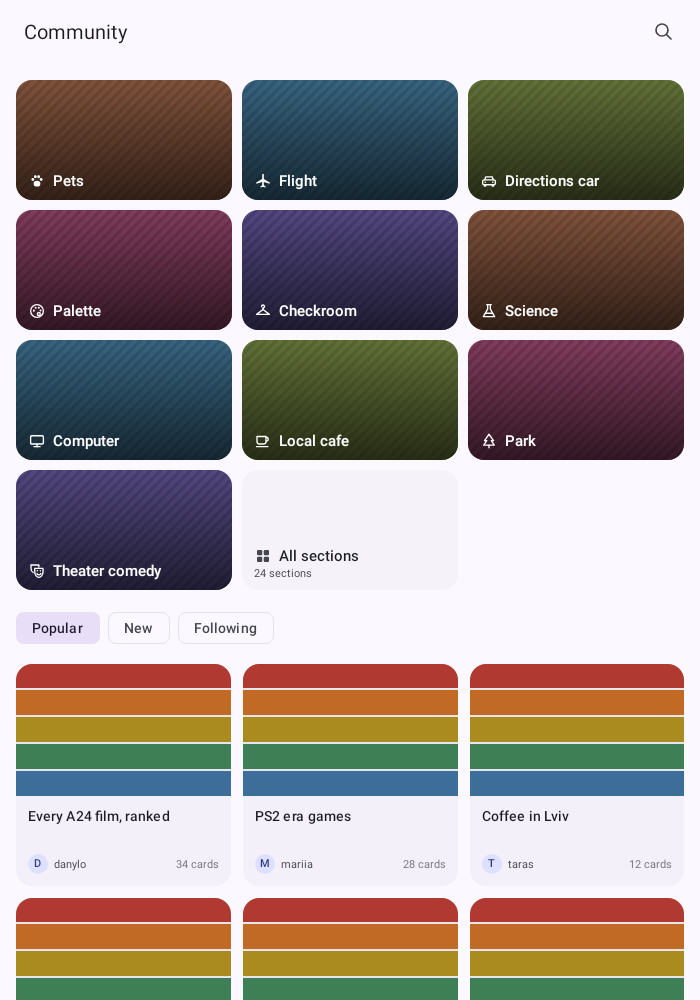 Community
Pets
Flight
Directions car
Palette
Checkroom
Science
Computer
Local cafe
Park
Theater comedy
All sections
24 sections
Popular
New
Following
Every A24 film, ranked
D danylo 34 cards
PS2 era games
M mariia 28 cards
Coffee in Lviv
T taras 12 cards